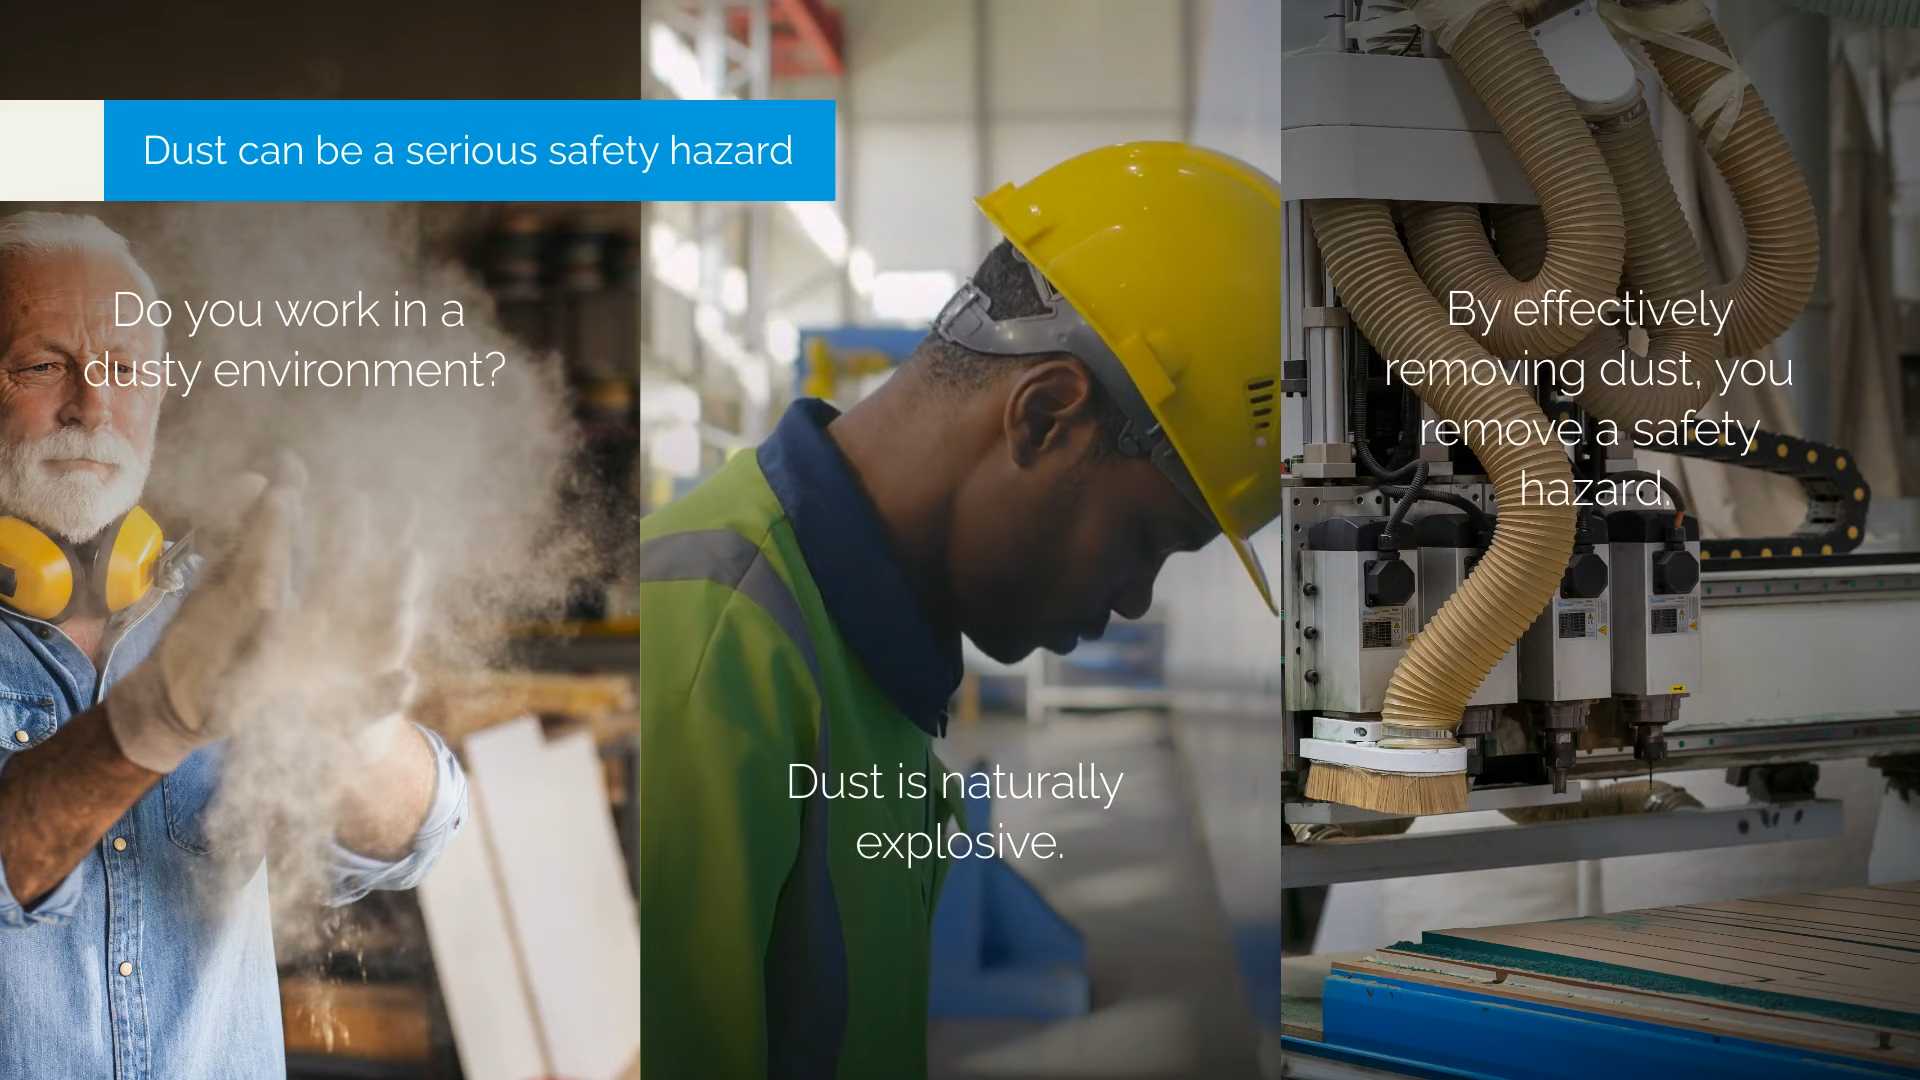 Dust can be a serious safety hazard
Do you work in a
dusty environment?
Dust is naturally
explosive.
By effectively
removing dust, you
remove a safety
hazard.